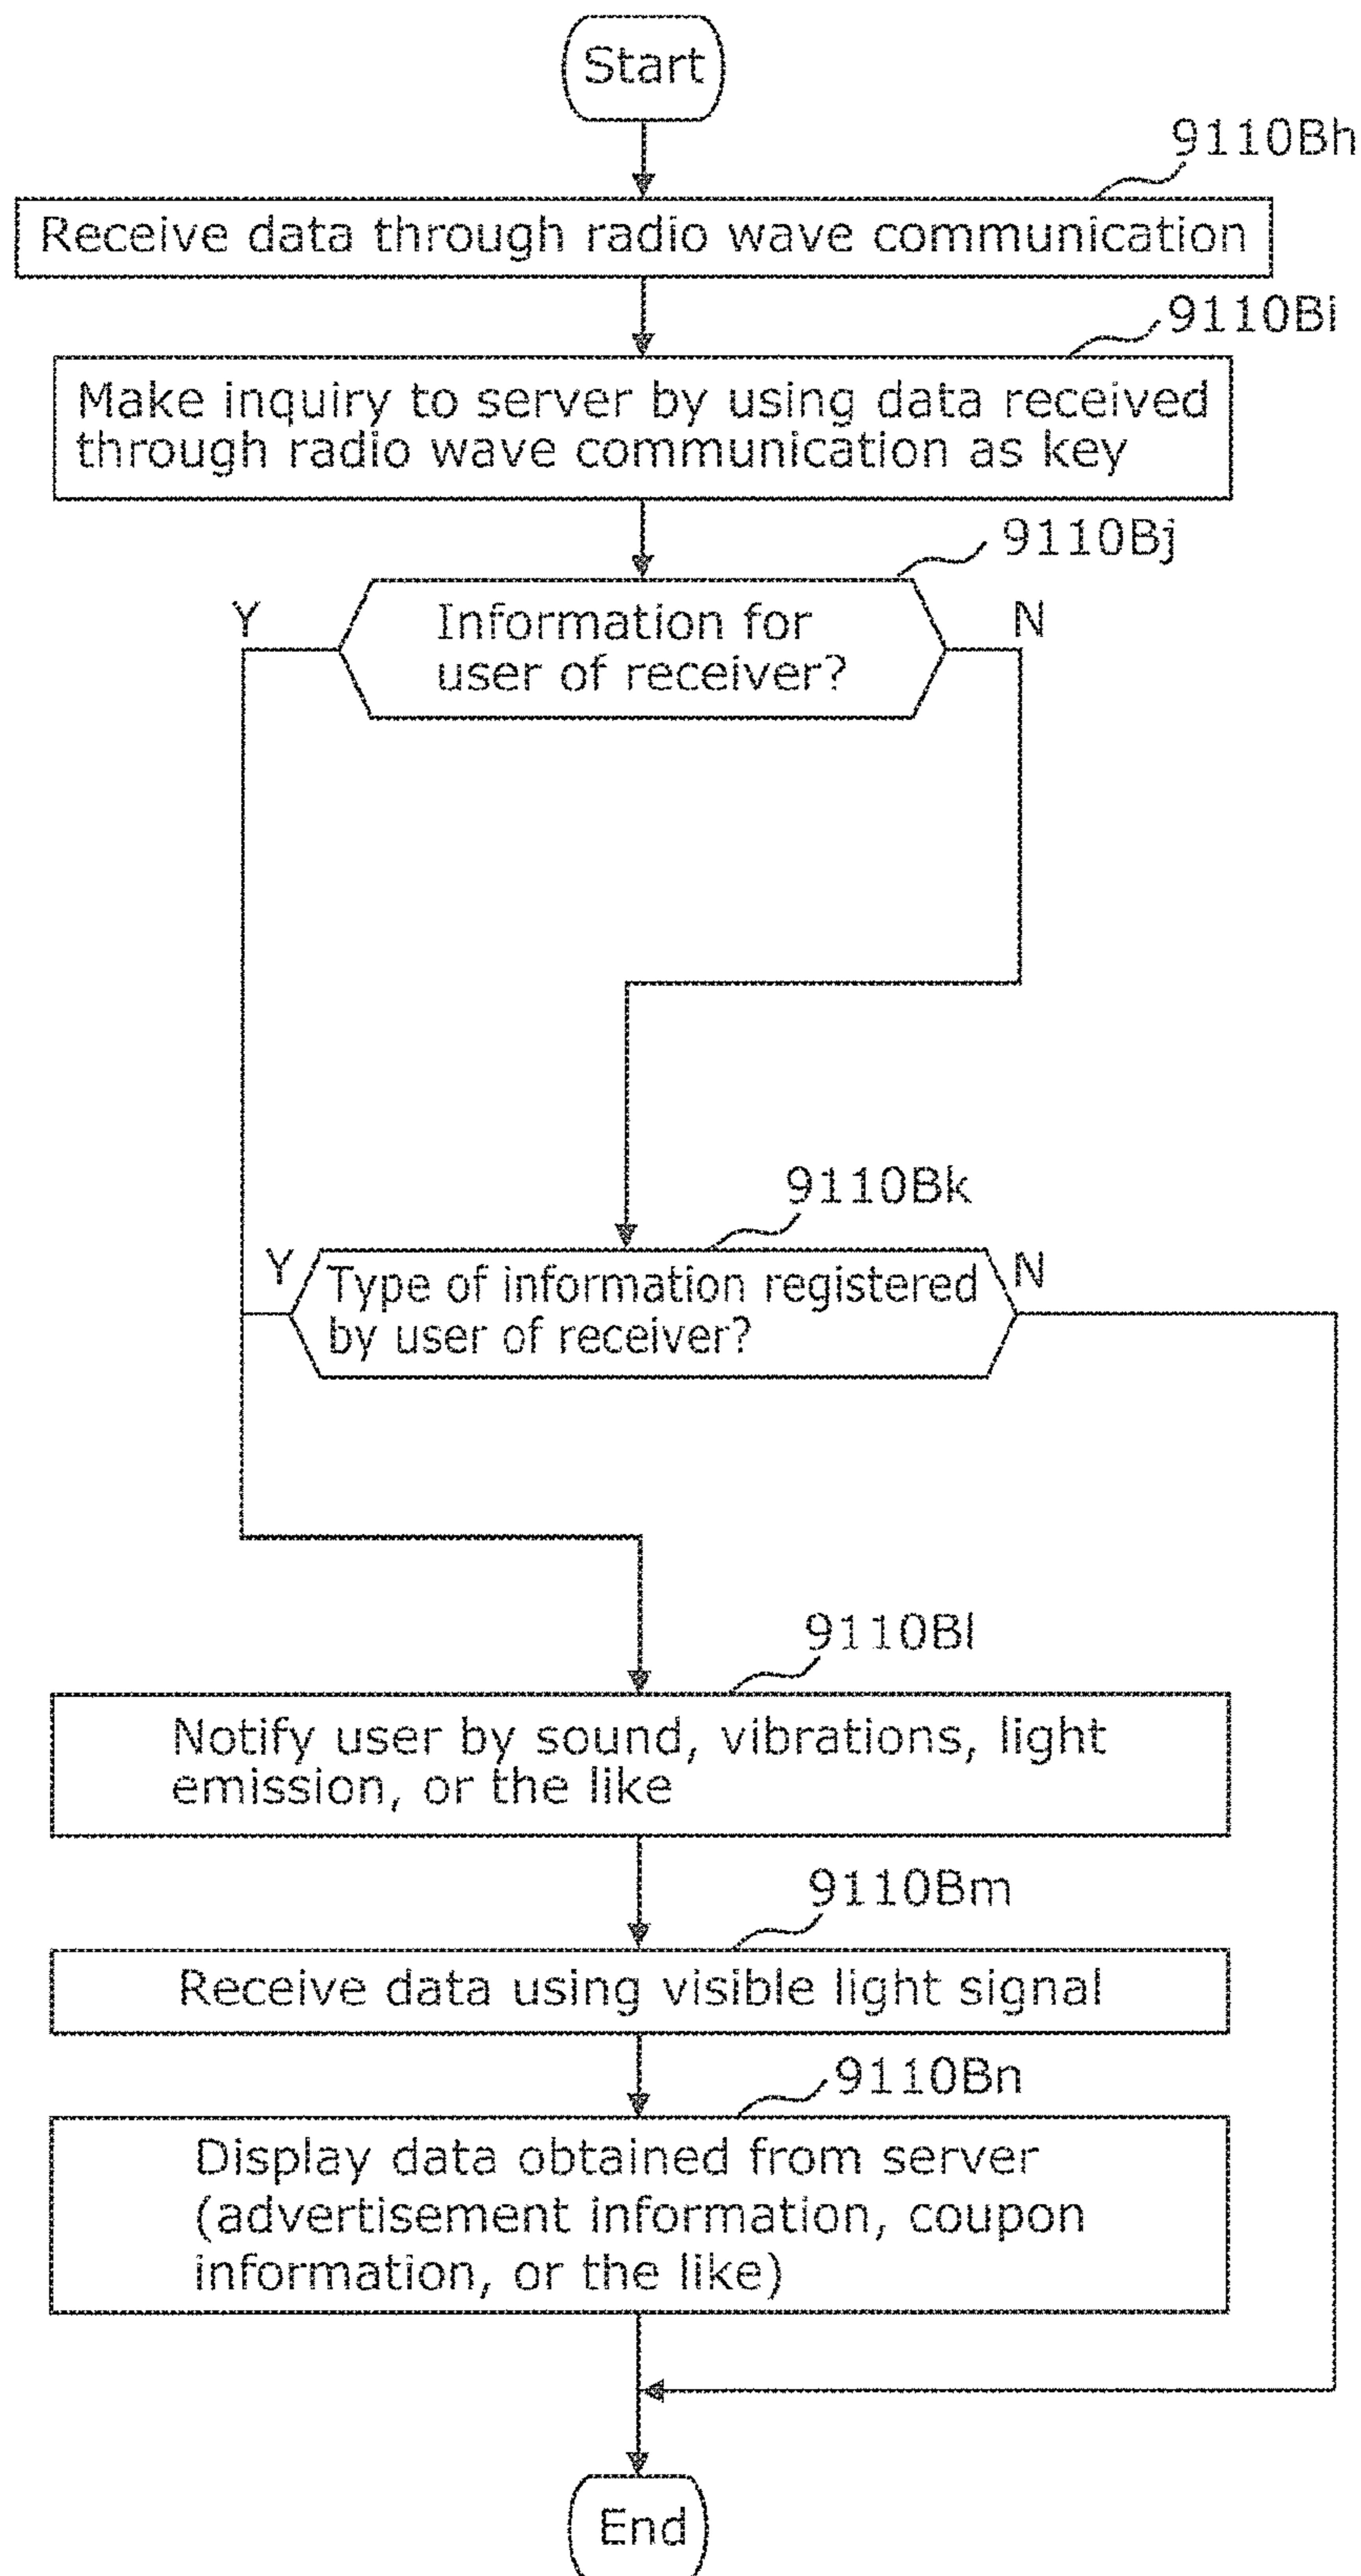 Start
9110Bh
Receive data through radio wave communication
9110Bi
Make inquiry to server by using data received
through radio wave communication as key
9110Bj
Y
N
Information for
user of receiver?
9110Bk
Y
N
Type of information registered
by user of receiver?
9110Bl
Notify user by sound, vibrations, light
emission, or the like
9110Bm
Receive data using visible light signal
9110Bn
Display data obtained from server
(advertisement information, coupon
information, or the like)
End